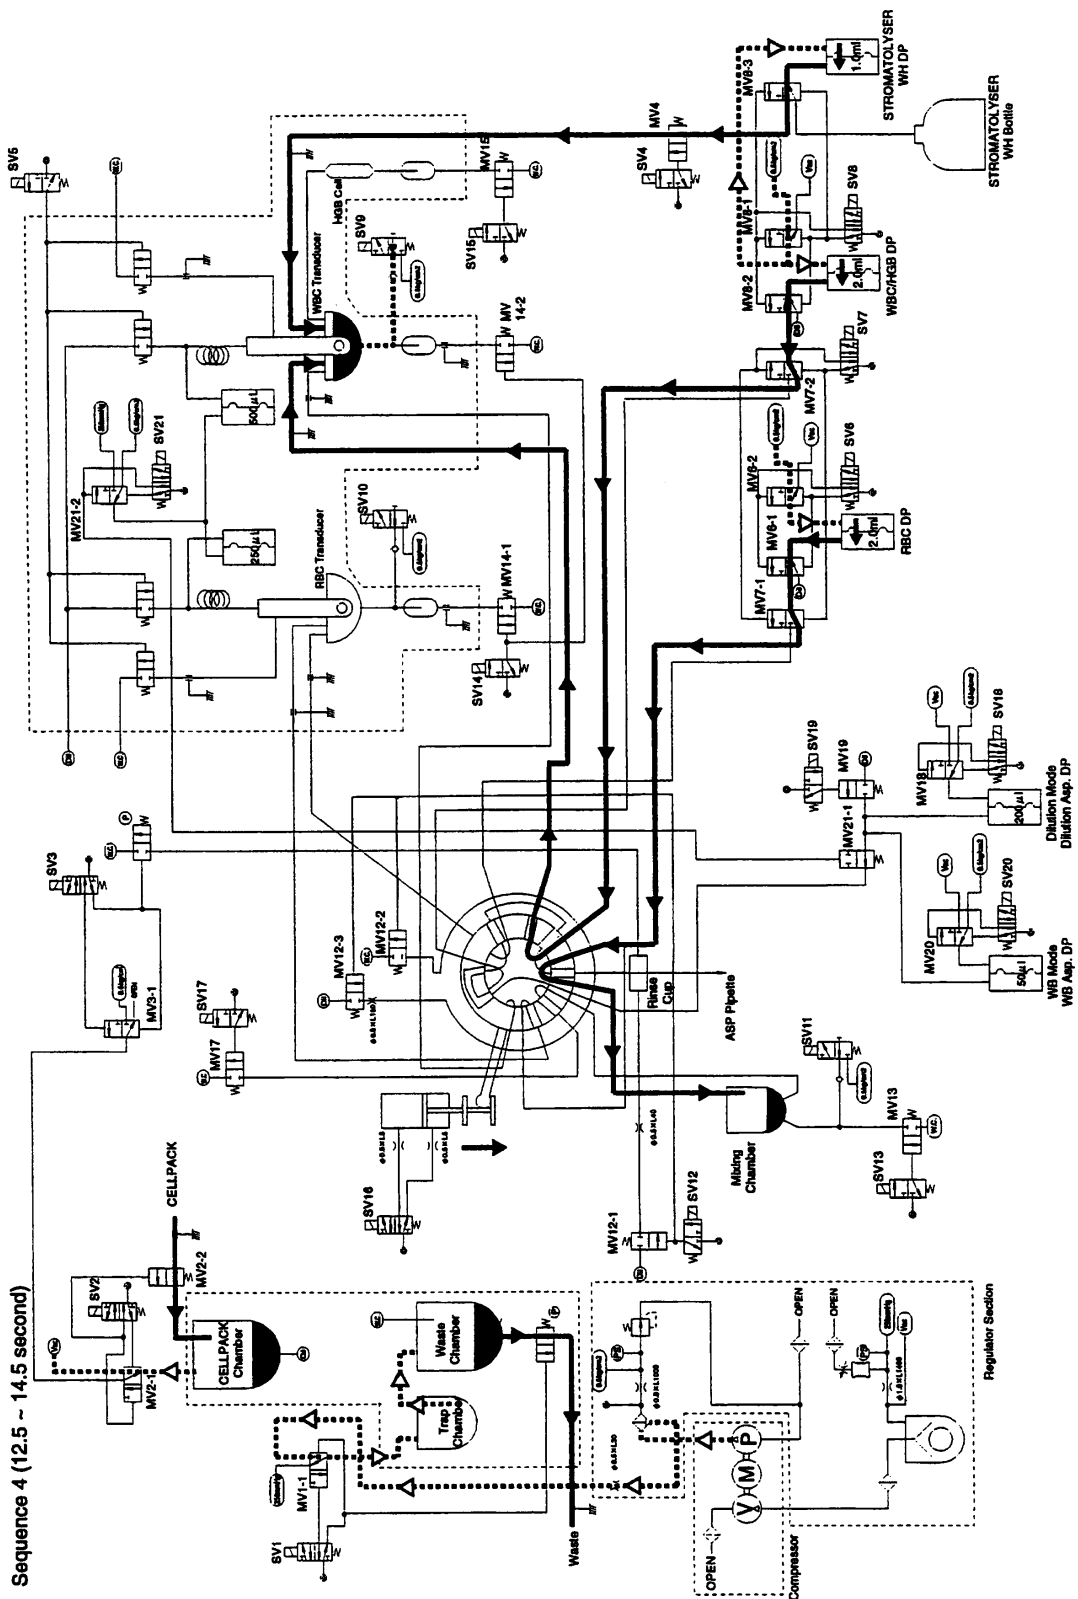 Sequence 4 (12.5 ~ 14.5 second)
SV1
MV1-1
MV2-1
SV2
MV2-2
CELLPACK
CELLPACK
Chamber
Trap
Chamber
Waste
Chamber
Waste
Compressor
OPEN
V
M
P
Regulator Section
OPEN
OPEN
SV16
SV17
MV17
MV3-1
OPEN
SV3
P
MV12-3
MV12-2
MV12-1
SV12
Mixing
Chamber
SV13
MV13
SV11
Rinse
Cup
ASP Pipette
MV20
SV20
50µl
WB Mode
WB Asp. DP
MV21-1
MV19
SV19
MV18
SV18
200µl
Dilution Mode
Dilution Asp. DP
SV14
MV14-1
SV10
RBC Transducer
250µL
MV21-2
SV21
500µL
WBC Transducer
SV9
MV
14-2
HGB Cell
SV15
MV15
SV5
SV4
MV4
MV7-1
MV6-1
MV6-2
SV6
2.0ml
RBC DP
MV7-2
SV7
MV8-2
MV8-1
SV8
2.0ml
WBC/HGB DP
MV8-3
1.0ml
STROMATOLYSER
WH DP
STROMATOLYSER
WH Bottle